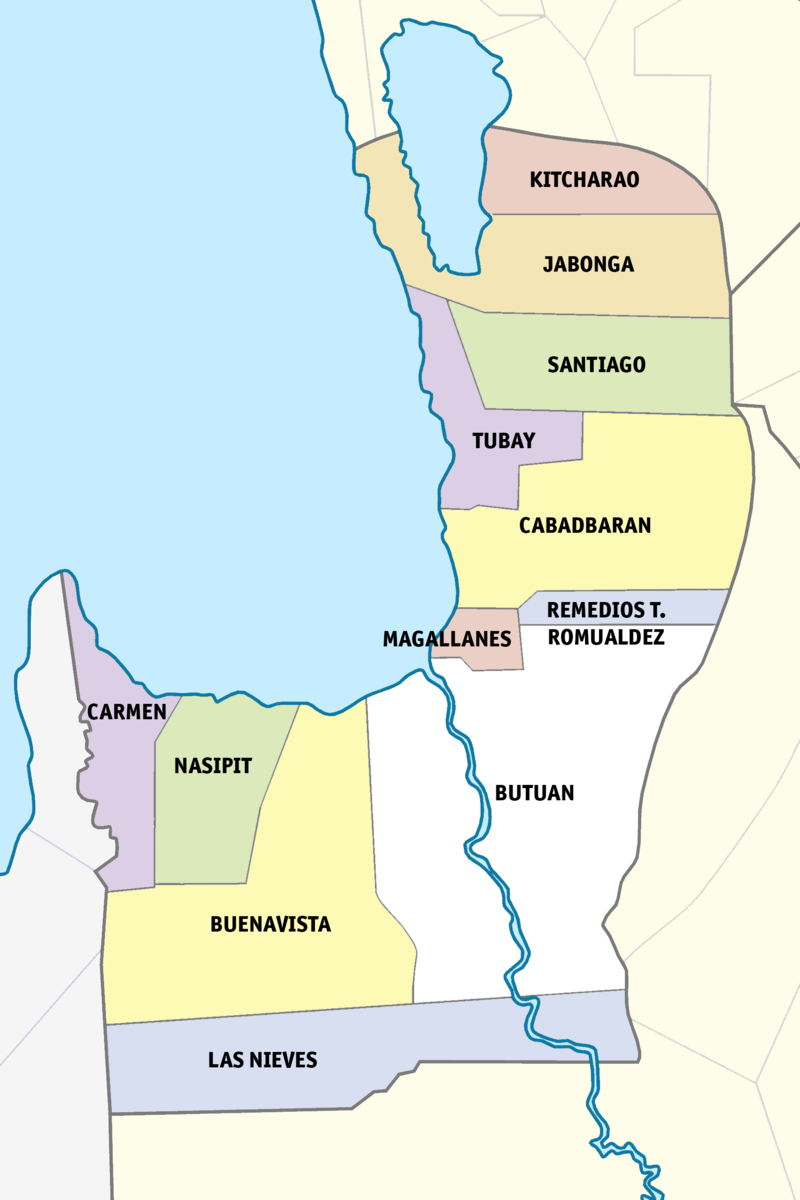 KITCHARAO
JABONGA
SANTIAGO
TUBAY
CABADBARAN
REMEDIOS T.
ROMUALDEZ
MAGALLANES
CARMEN
NASIPIT
BUTUAN
BUENAVISTA
LAS NIEVES